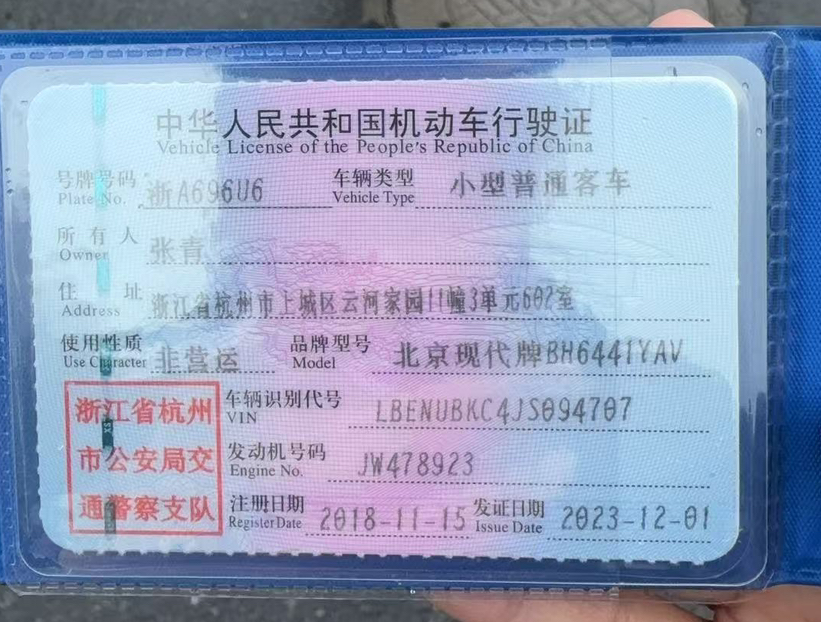 中华人民共和国机动车行驶证
Vehicle License of the People's Republic of China
号牌号码 浙A696U6 车辆类型 小型普通客车
Plate No. Vehicle Type
所有人 张青
Owner
住址 浙江省杭州市上城区云河家园11幢3单元602室
Address
使用性质 非营运 品牌型号 北京现代牌BH6441YAV
Use Character Model
浙江省杭州 车辆识别代号 LBENUBKC4JS094707
VIN
市公安局交 发动机号码 JW478923
Engine No.
通警察支队 注册日期 2018-11-15 发证日期 2023-12-01
Register Date Issue Date